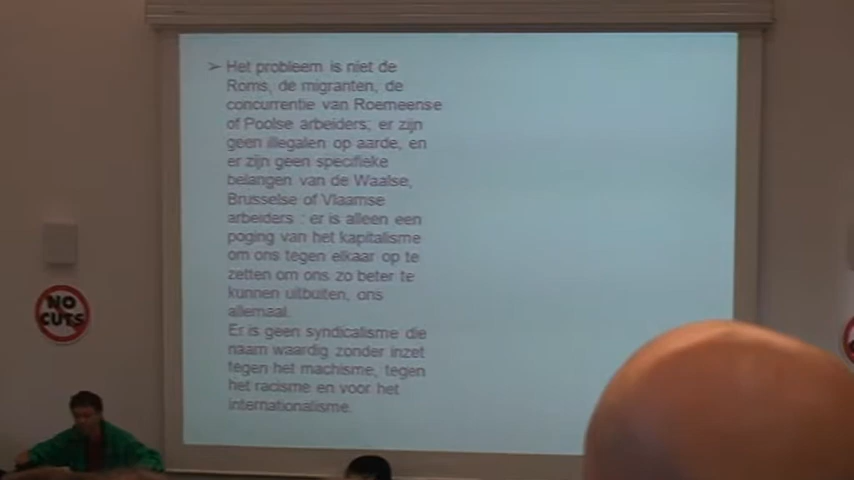 ➢ Het probleem is niet de
Roms, de migranten, de
concurrentie van Roemeense
of Poolse arbeiders; er zijn
geen illegalen op aarde, en
er zijn geen specifieke
belangen van de Waalse,
Brusselse of Vlaamse
arbeiders : er is alleen een
poging van het kapitalisme
om ons tegen elkaar op te
zetten om ons zo beter te
kunnen uitbuiten, ons
allemaal.
Er is geen syndicalisme die
naam waardig zonder inzet
tegen het machisme, tegen
het racisme en voor het
internationalisme.
NO
CUTS